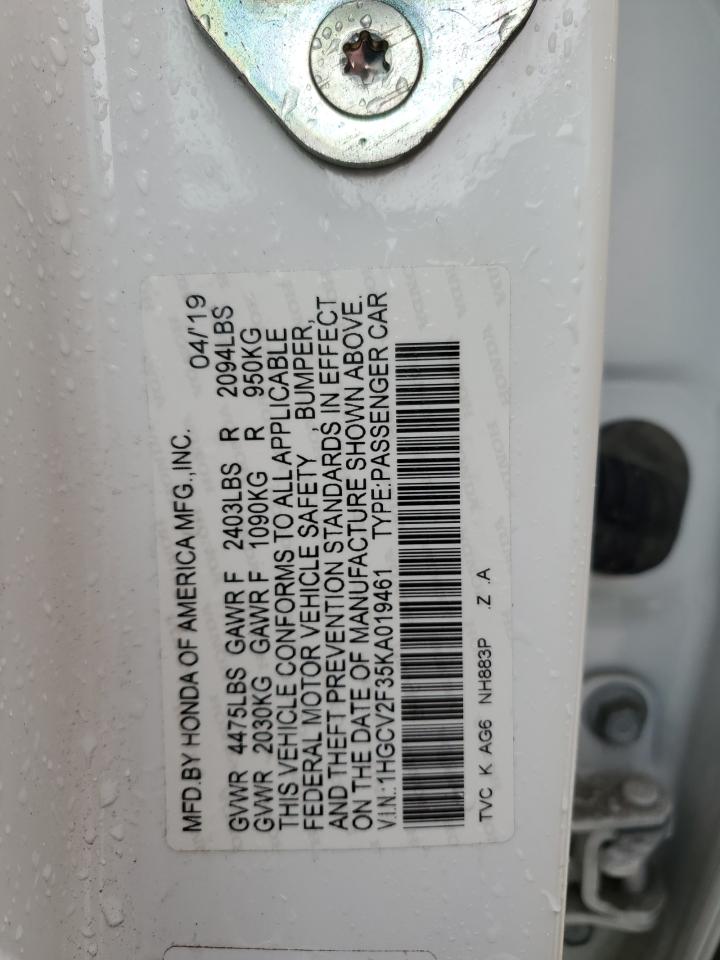 MFD.BY HONDA OF AMERICA MFG.,INC. 04/'19
GVWR 4475LBS GAWR F 2403LBS R 2094LBS
GVWR 2030KG GAWR F 1090KG R 950KG
THIS VEHICLE CONFORMS TO ALL APPLICABLE
FEDERAL MOTOR VEHICLE SAFETY , BUMPER,
AND THEFT PREVENTION STANDARDS IN EFFECT
ON THE DATE OF MANUFACTURE SHOWN ABOVE.
V.I.N.:1HGCV2F35KA019461 TYPE:PASSENGER CAR
TVC K AG6 NH883P .Z .A